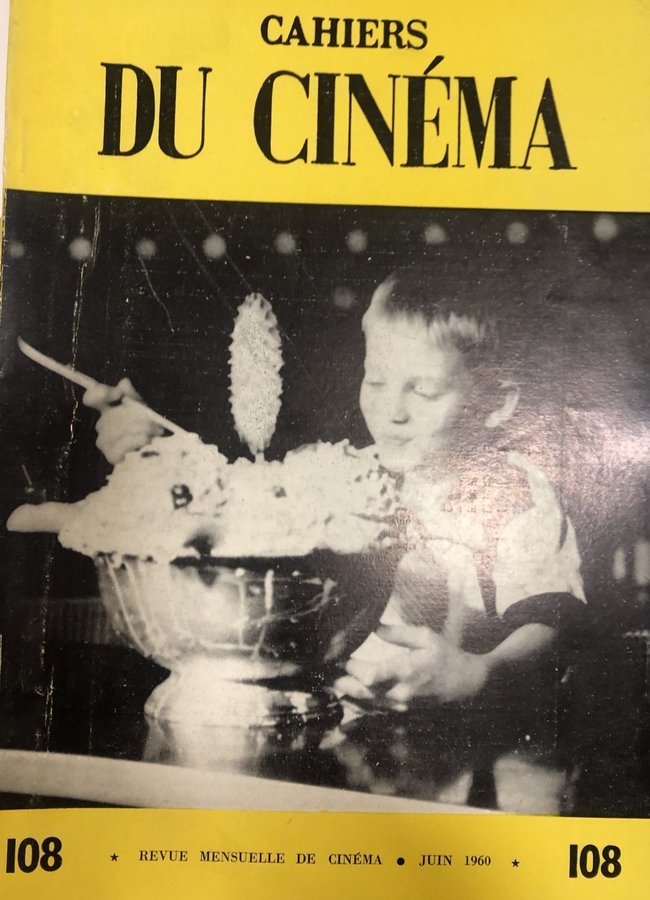 CAHIERS
DU CINÉMA
108 ★ REVUE MENSUELLE DE CINÉMA ● JUIN 1960 ★ 108